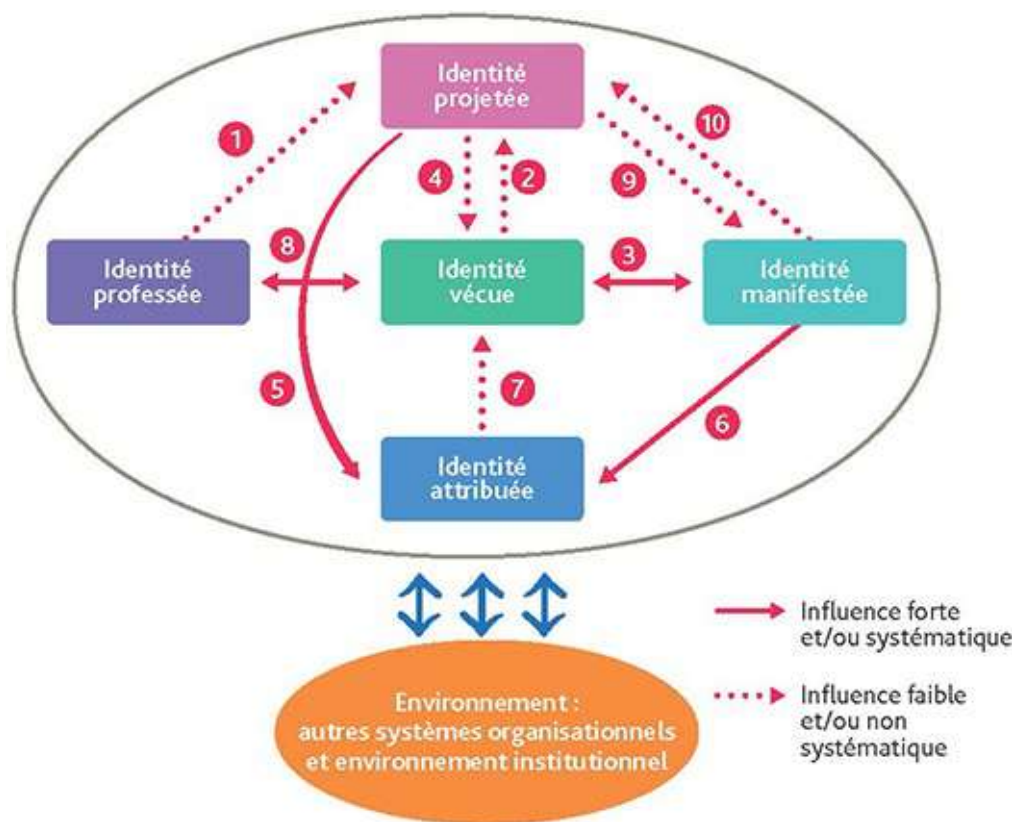 Identité
projetée
1
10
4
2
9
8
3
Identité
professée
Identité
vécue
Identité
manifestée
5
7
6
Identité
attribuée
Influence forte
et/ou systématique
Influence faible
et/ou non
systématique
Environnement :
autres systèmes organisationnels
et environnement institutionnel